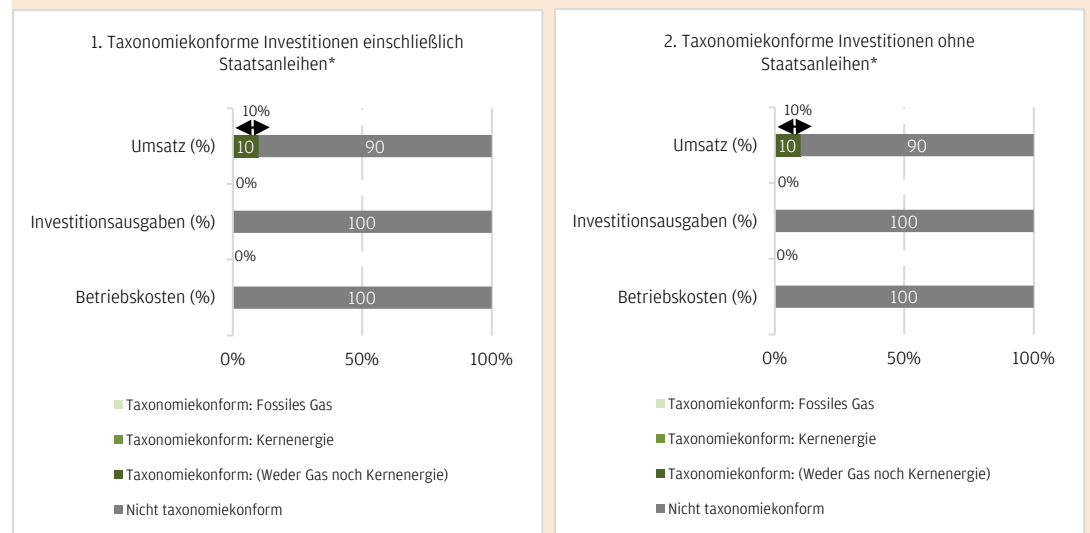 1. Taxonomiekonforme Investitionen einschließlich
Staatsanleihen*
10%
Umsatz (%)
10
90
0%
Investitionsausgaben (%)
100
0%
Betriebskosten (%)
100
0%
50%
100%
Taxonomiekonform: Fossiles Gas
Taxonomiekonform: Kernenergie
Taxonomiekonform: (Weder Gas noch Kernenergie)
Nicht taxonomiekonform
2. Taxonomiekonforme Investitionen ohne
Staatsanleihen*
10%
Umsatz (%)
10
90
0%
Investitionsausgaben (%)
100
0%
Betriebskosten (%)
100
0%
50%
100%
Taxonomiekonform: Fossiles Gas
Taxonomiekonform: Kernenergie
Taxonomiekonform: (Weder Gas noch Kernenergie)
Nicht taxonomiekonform